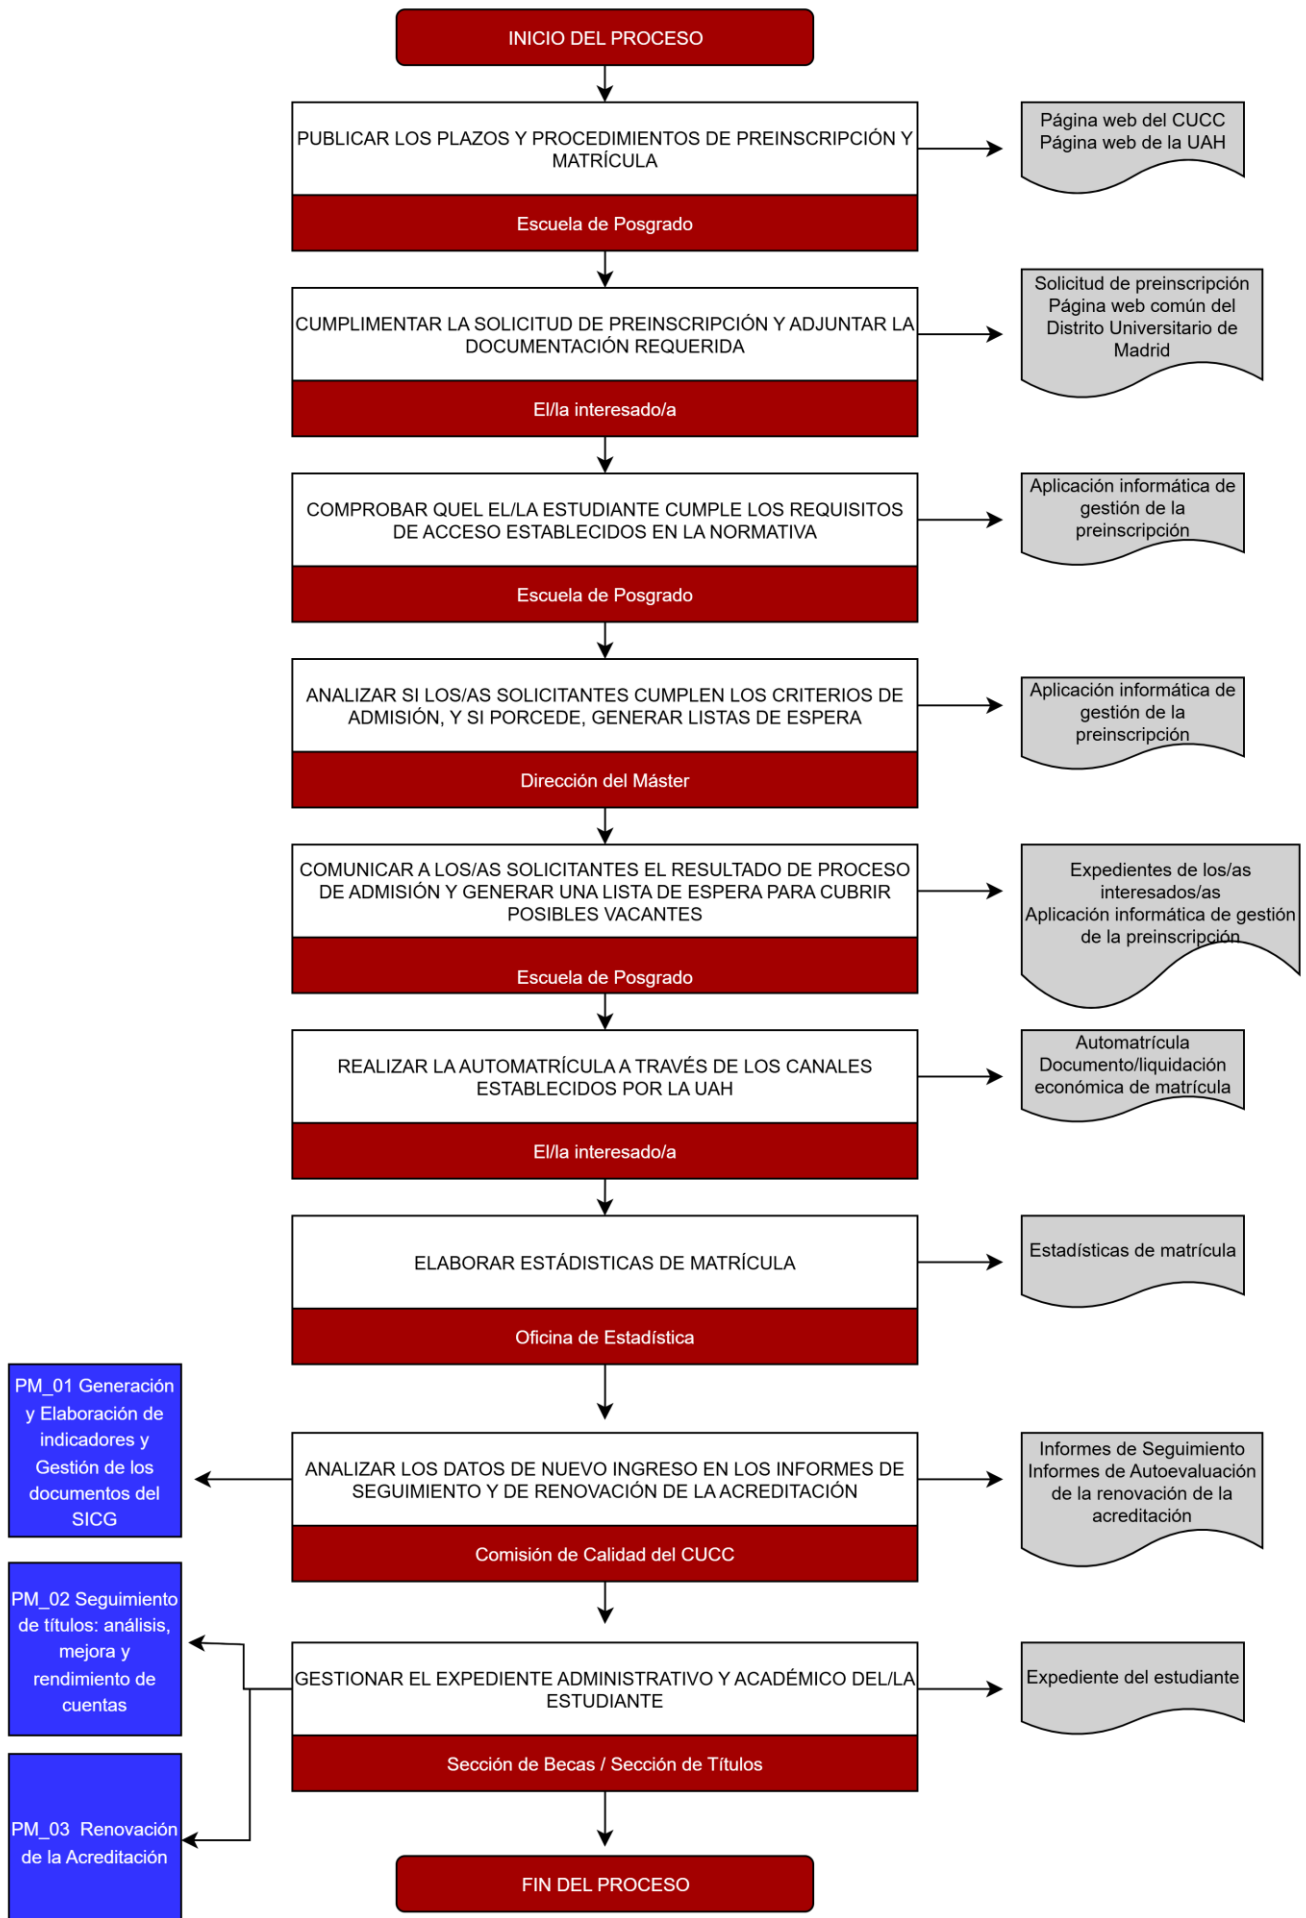 INICIO DEL PROCESO
PUBLICAR LOS PLAZOS Y PROCEDIMIENTOS DE PREINSCRIPCIÓN Y
MATRÍCULA
Escuela de Posgrado
Página web del CUCC
Página web de la UAH
CUMPLIMENTAR LA SOLICITUD DE PREINSCRIPCIÓN Y ADJUNTAR LA
DOCUMENTACIÓN REQUERIDA
El/la interesado/a
Solicitud de preinscripción
Página web común del
Distrito Universitario de
Madrid
COMPROBAR QUEL EL/LA ESTUDIANTE CUMPLE LOS REQUISITOS
DE ACCESO ESTABLECIDOS EN LA NORMATIVA
Escuela de Posgrado
Aplicación informática de
gestión de la
preinscripción
ANALIZAR SI LOS/AS SOLICITANTES CUMPLEN LOS CRITERIOS DE
ADMISIÓN, Y SI PORCEDE, GENERAR LISTAS DE ESPERA
Dirección del Máster
Aplicación informática de
gestión de la
preinscripción
COMUNICAR A LOS/AS SOLICITANTES EL RESULTADO DE PROCESO
DE ADMISIÓN Y GENERAR UNA LISTA DE ESPERA PARA CUBRIR
POSIBLES VACANTES
Escuela de Posgrado
Expedientes de los/as
interesados/as
Aplicación informática de gestión
de la preinscripción
REALIZAR LA AUTOMATRÍCULA A TRAVÉS DE LOS CANALES
ESTABLECIDOS POR LA UAH
El/la interesado/a
Automatrícula
Documento/liquidación
económica de matrícula
ELABORAR ESTÁDISTICAS DE MATRÍCULA
Oficina de Estadística
Estadísticas de matrícula
PM_01 Generación
y Elaboración de
indicadores y
Gestión de los
documentos del
SICG
ANALIZAR LOS DATOS DE NUEVO INGRESO EN LOS INFORMES DE
SEGUIMIENTO Y DE RENOVACIÓN DE LA ACREDITACIÓN
Comisión de Calidad del CUCC
Informes de Seguimiento
Informes de Autoevaluación
de la renovación de la
acreditación
PM_02 Seguimiento
de títulos: análisis,
mejora y
rendimiento de
cuentas
GESTIONAR EL EXPEDIENTE ADMINISTRATIVO Y ACADÉMICO DEL/LA
ESTUDIANTE
Sección de Becas / Sección de Títulos
Expediente del estudiante
PM_03  Renovación
de la Acreditación
FIN DEL PROCESO